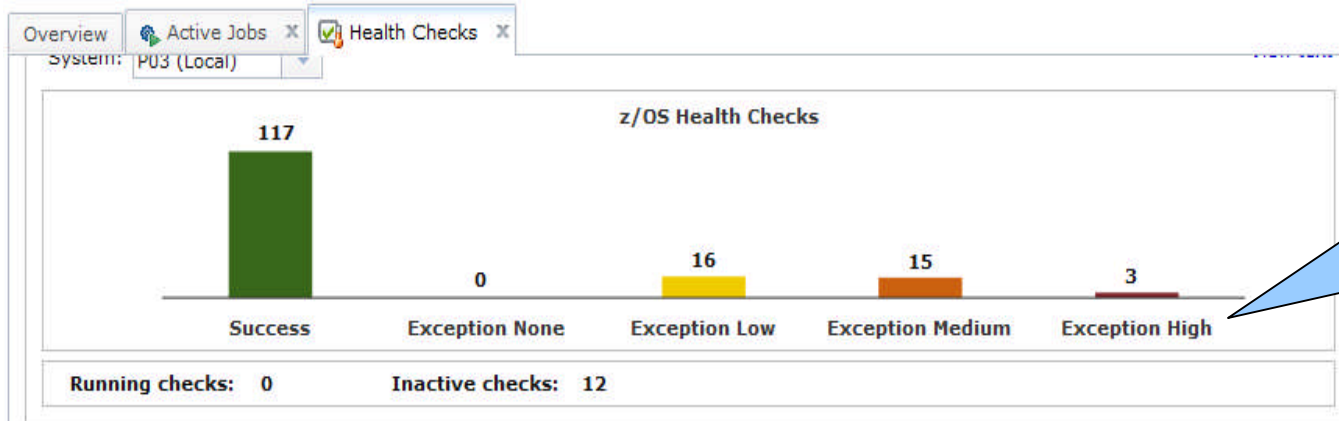 Overview Active Jobs X Health Checks X
System: P03 (Local)
z/OS Health Checks
117 0 16 15 3
Success Exception None Exception Low Exception Medium Exception High
Running checks: 0 Inactive checks: 12